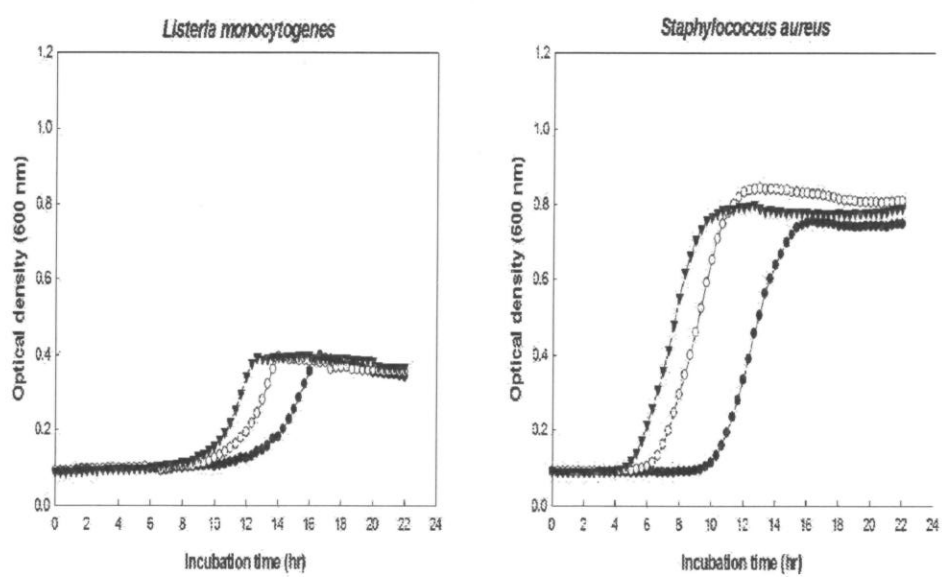 Listeria monocytogenes
1.2
1.0
0.8
0.6
0.4
0.2
0.0
Optical density (600 nm)
0 2 4 6 8 10 12 14 16 18 20 22 24
Incubation time (hr)
Staphylococcus aureus
1.2
1.0
0.8
0.6
0.4
0.2
0.0
Optical density (600 nm)
0 2 4 6 8 10 12 14 16 18 20 22 24
Incubation time (hr)